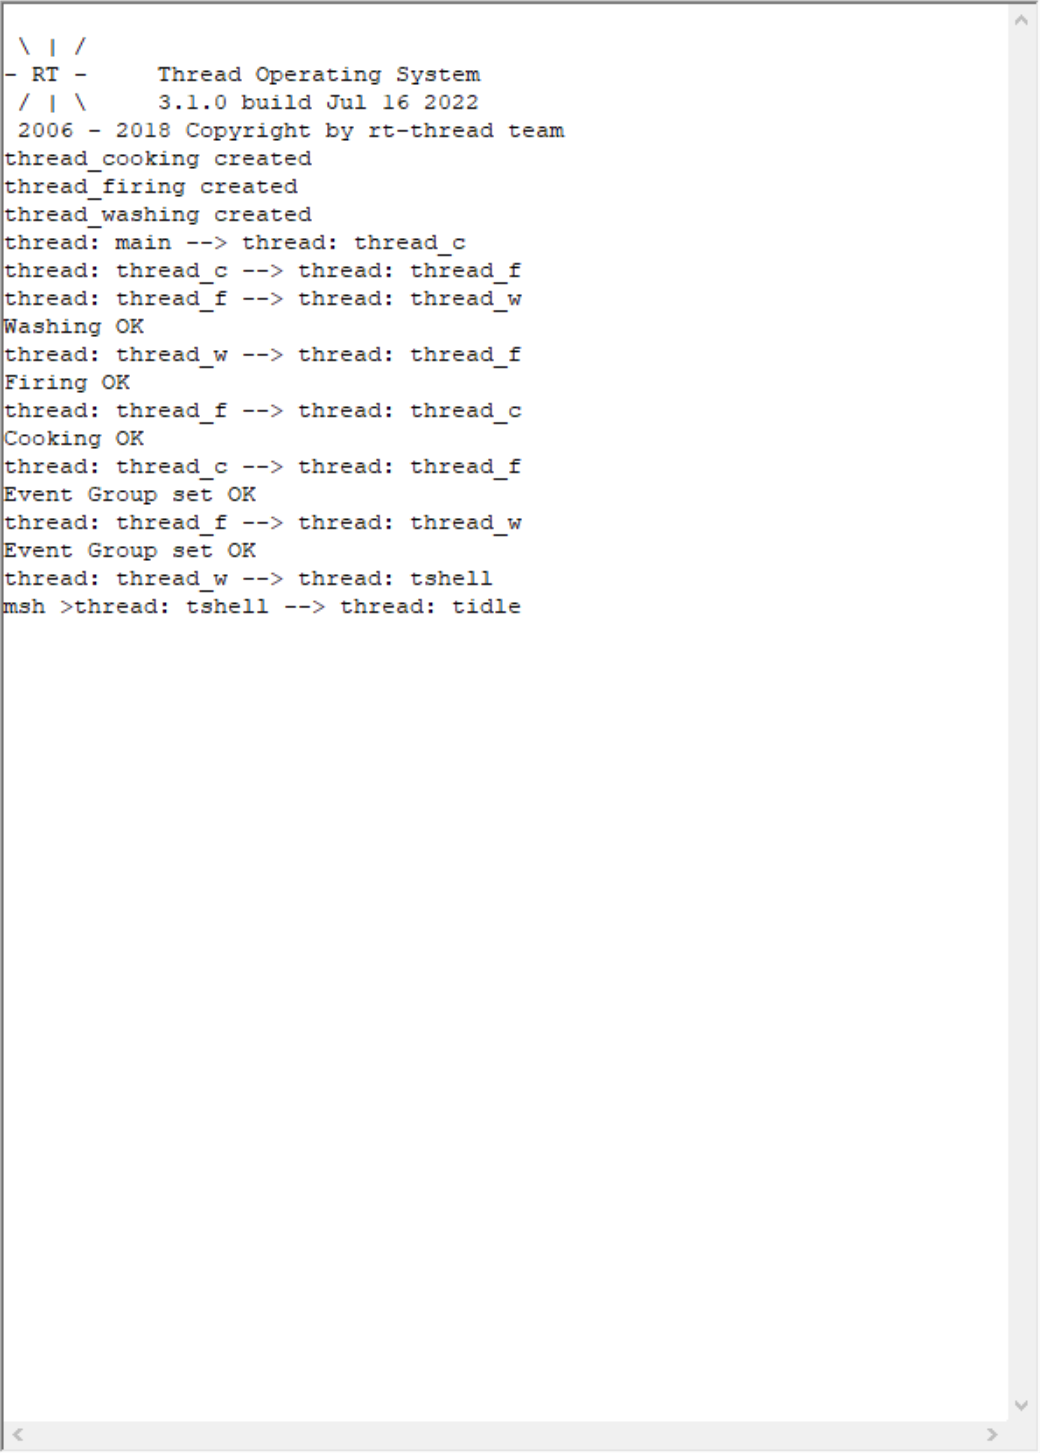 \ | /
- RT -     Thread Operating System
 / | \     3.1.0 build Jul 16 2022
 2006 - 2018 Copyright by rt-thread team
thread_cooking created
thread_firing created
thread_washing created
thread: main --> thread: thread_c
thread: thread_c --> thread: thread_f
thread: thread_f --> thread: thread_w
Washing OK
thread: thread_w --> thread: thread_f
Firing OK
thread: thread_f --> thread: thread_c
Cooking OK
thread: thread_c --> thread: thread_f
Event Group set OK
thread: thread_f --> thread: thread_w
Event Group set OK
thread: thread_w --> thread: tshell
msh >thread: tshell --> thread: tidle